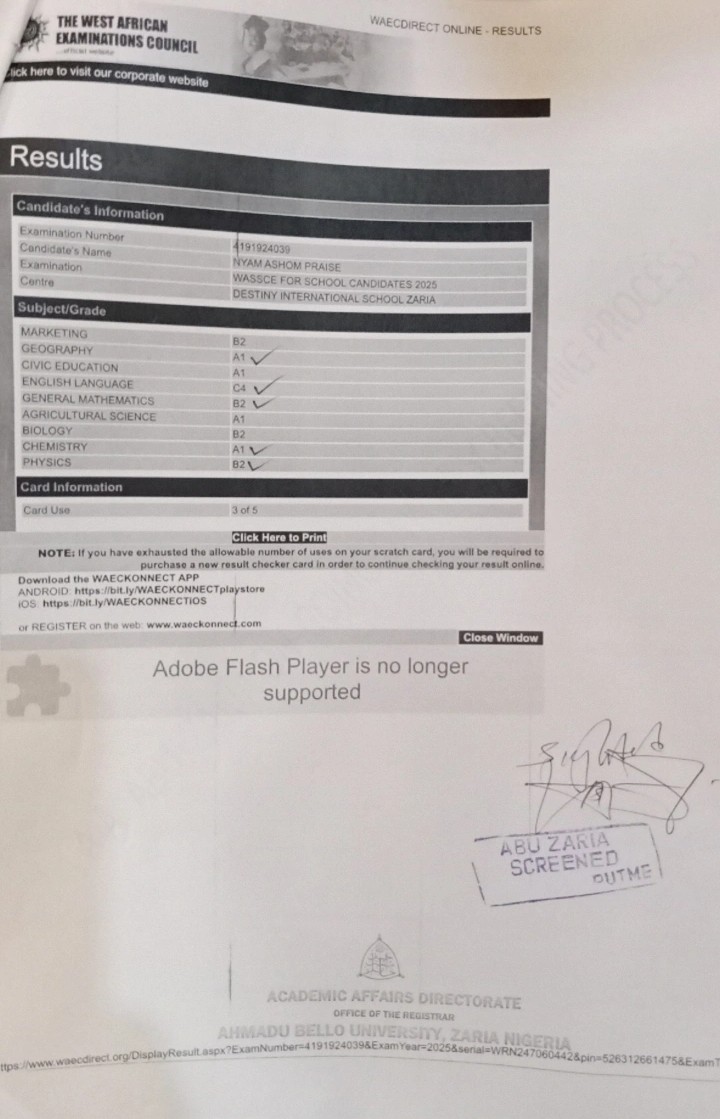 THE WEST AFRICAN
EXAMINATIONS COUNCIL
...official website
WAECDIRECT ONLINE - RESULTS
lick here to visit our corporate website
Results
Candidate's Information
Examination Number 4191924039
Candidate's Name NYAM ASHOM PRAISE
Examination WASSCE FOR SCHOOL CANDIDATES 2025
Centre DESTINY INTERNATIONAL SCHOOL ZARIA
Subject/Grade
MARKETING B2
GEOGRAPHY A1
CIVIC EDUCATION A1
ENGLISH LANGUAGE C4
GENERAL MATHEMATICS B2
AGRICULTURAL SCIENCE A1
BIOLOGY B2
CHEMISTRY A1
PHYSICS B2
Card Information
Card Use 3 of 5
Click Here to Print
NOTE: If you have exhausted the allowable number of uses on your scratch card, you will be required to
purchase a new result checker card in order to continue checking your result online.
Download the WAECKONNECT APP
ANDROID: https://bit.ly/WAECKONNECTplaystore
iOS: https://bit.ly/WAECKONNECTiOS
or REGISTER on the web: www.waeckonnect.com
Close Window
Adobe Flash Player is no longer
supported
ABU ZARIA
SCREENED
PUTME
ACADEMIC AFFAIRS DIRECTORATE
OFFICE OF THE REGISTRAR
AHMADU BELLO UNIVERSITY, ZARIA NIGERIA
ttps://www.waecdirect.org/DisplayResult.aspx?ExamNumber=4191924039&ExamYear=2025&serial=WRN247060442&pin=526312661475&ExamT